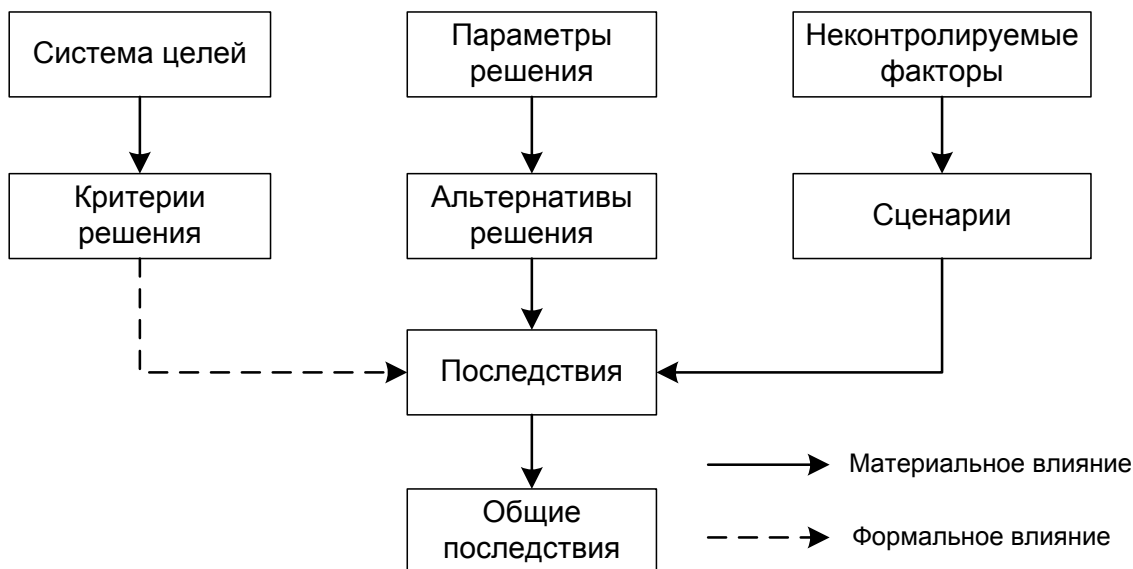 Система целей
Параметры
решения
Неконтролируемые
факторы
Критерии
решения
Альтернативы
решения
Сценарии
Последствия
Общие
последствия
Материальное влияние
Формальное влияние